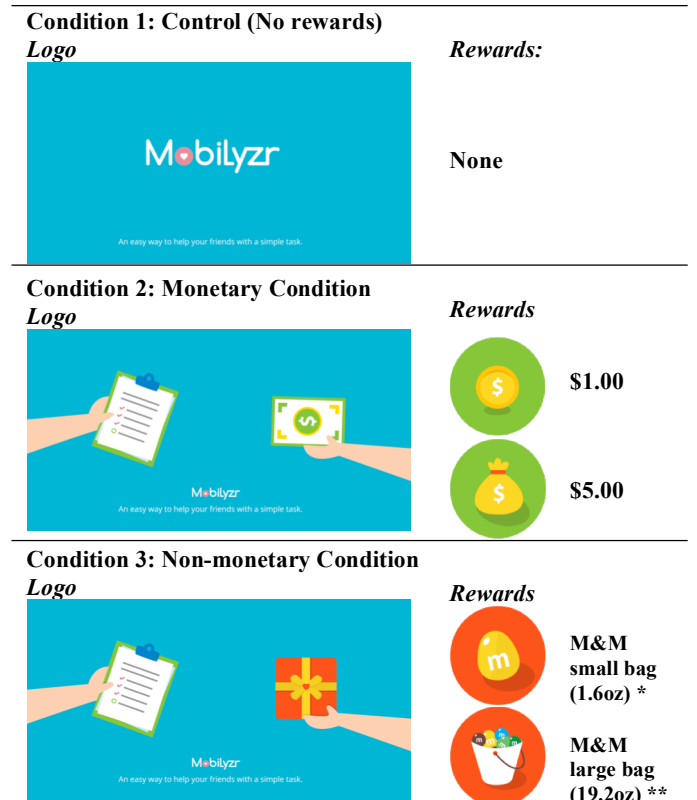 Condition 1: Control (No rewards)
Logo
Rewards:
Mobilyzr
An easy way to help your friends with a simple task.
None
Condition 2: Monetary Condition
Logo
Rewards
$
$1.00
$
$
$5.00
Mobilyzr
An easy way to help your friends with a simple task.
Condition 3: Non-monetary Condition
Logo
Rewards
m
M&M
small bag
(1.6oz) *
m m m
M&M
large bag
(19.2oz) **
Mobilyzr
An easy way to help your friends with a simple task.